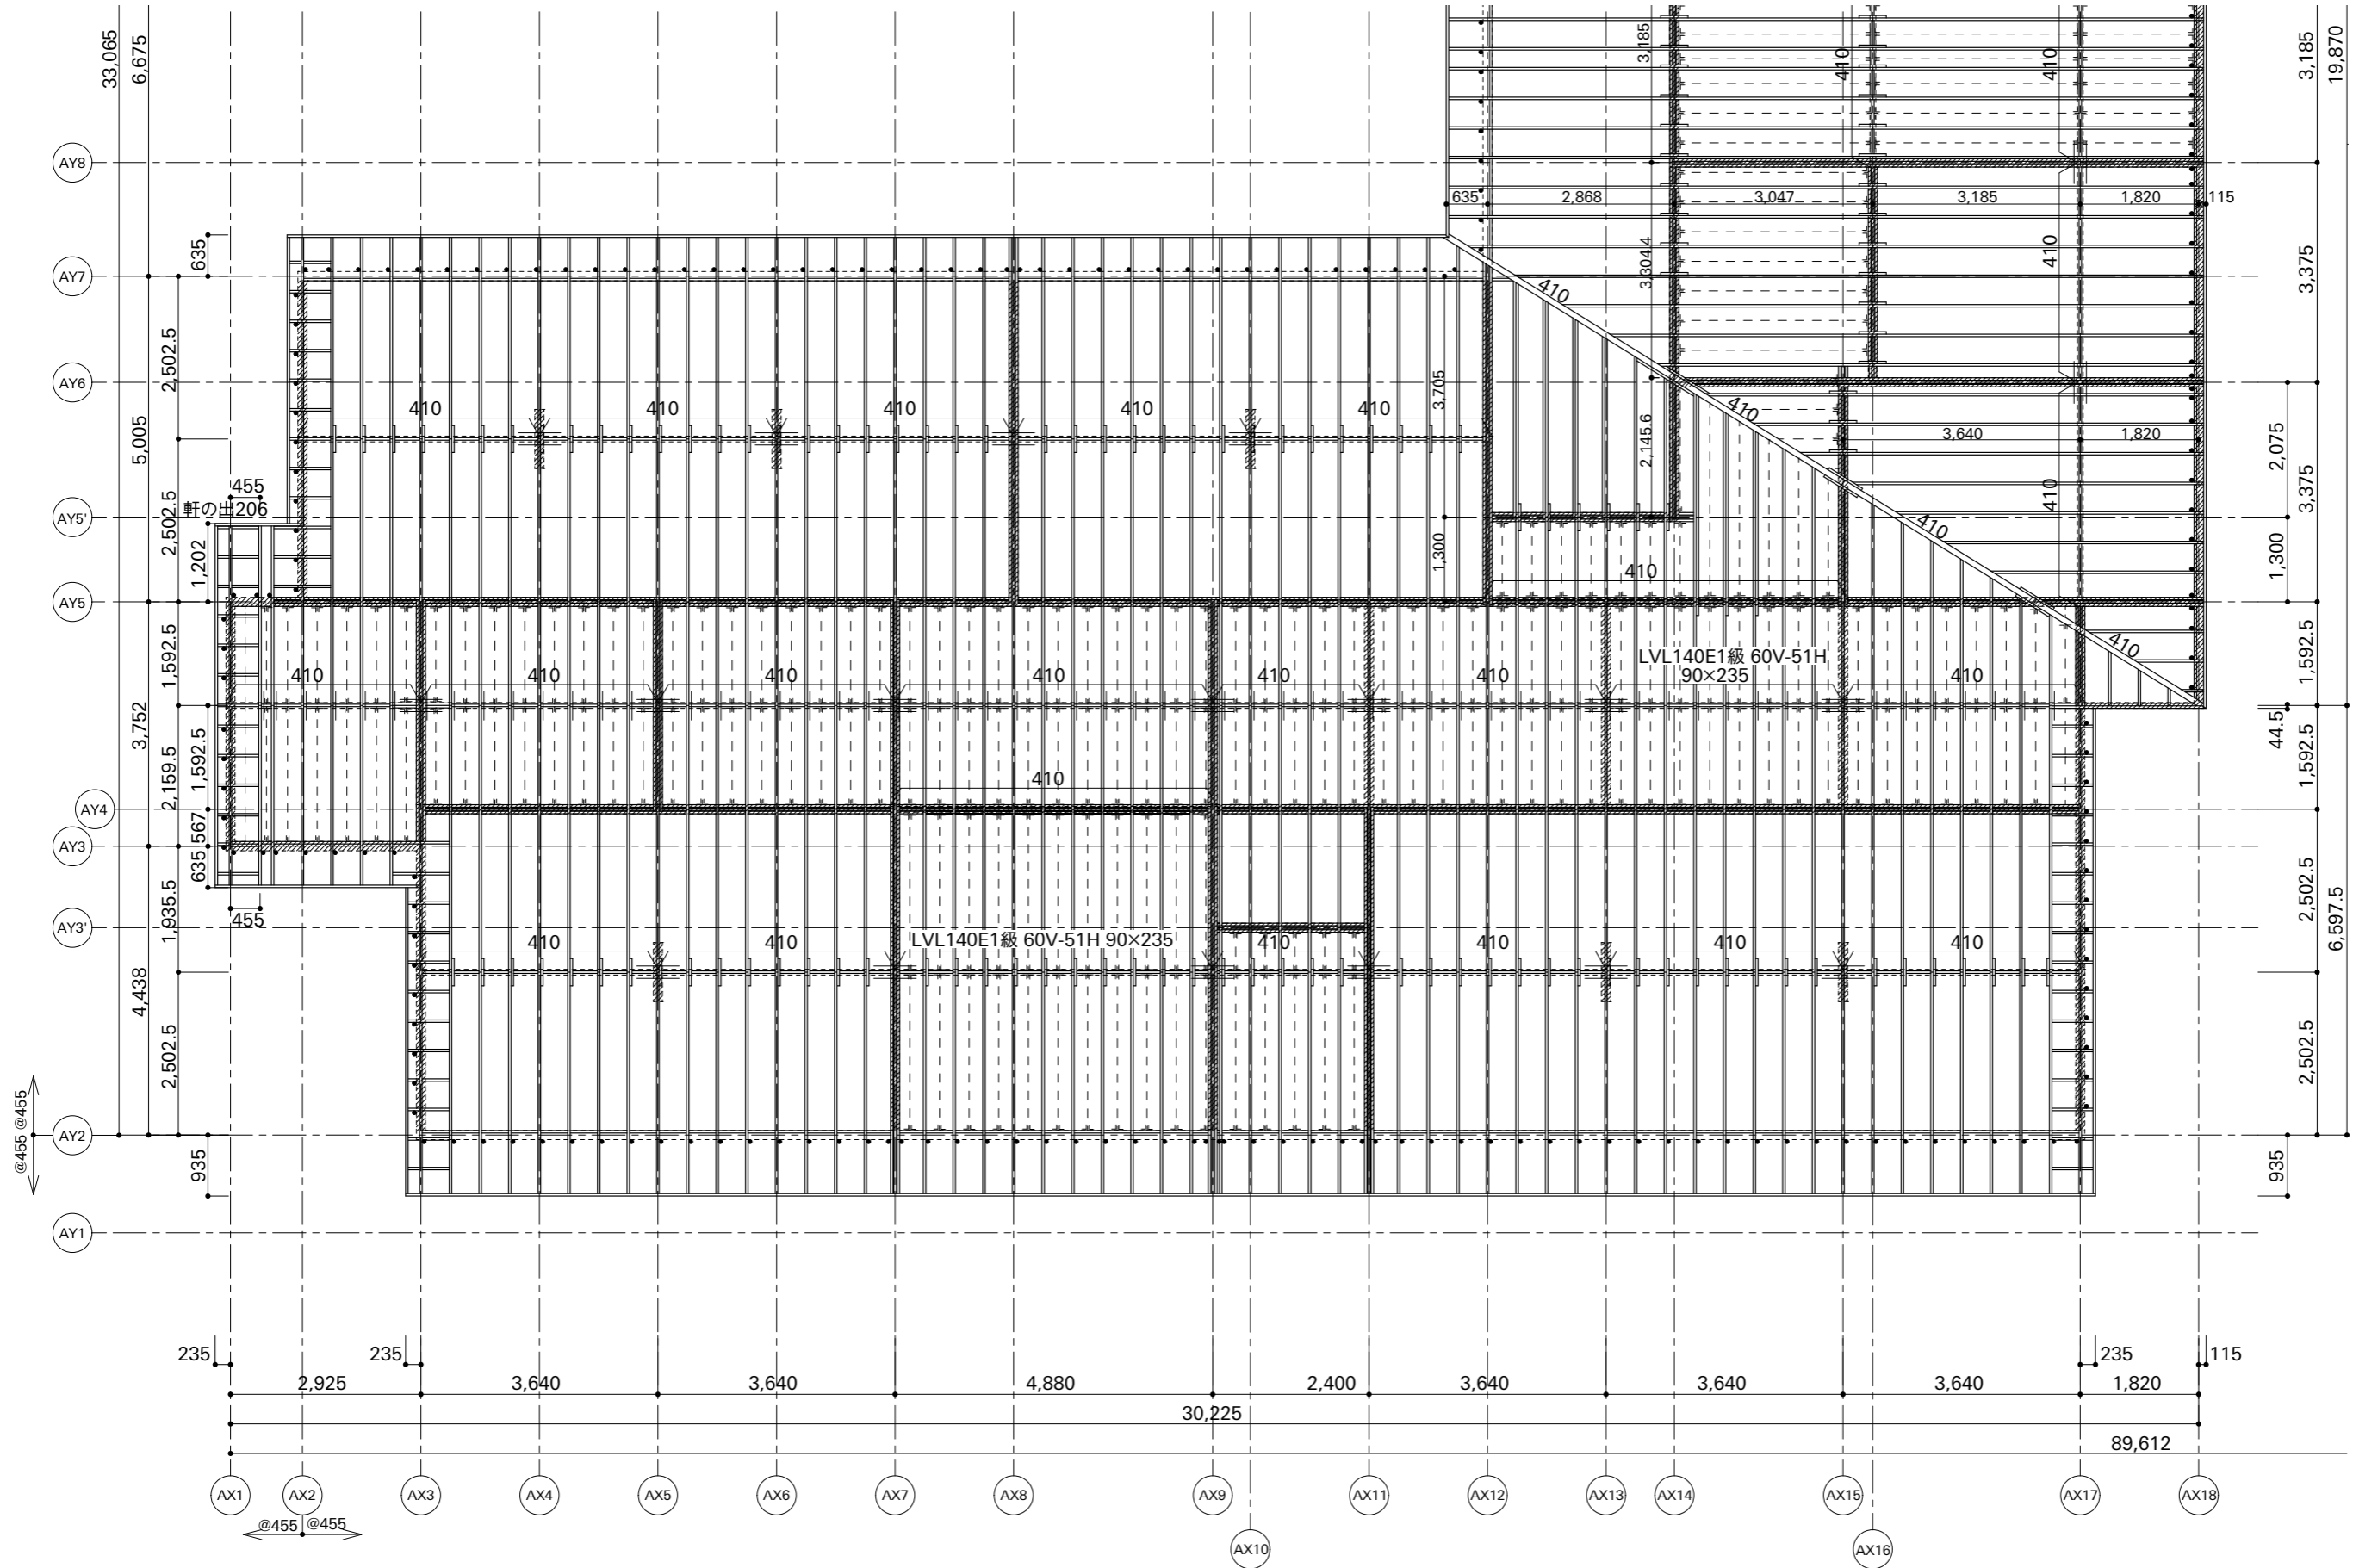 33,065
6,675
3,185
410
410
3,185
19,870
AY8
635
2,868
3,047
3,185
1,820
115
635
410
3,304.4
3,375
AY7
410
2,502.5
AY6
410
410
410
410
410
3,705
410
5,005
2,145.6
3,640
1,820
2,075
3,375
455
軒の出206
410
AY5'
2,502.5
410
1,202
1,300
410
1,300
AY5
1,592.5
410
LVL140E1級 60V-51H
90×235
1,592.5
410
410
410
410
410
410
410
3,752
44.5
2,159.5
1,592.5
410
1,592.5
AY4
567
AY3
635
455
1,935.5
AY3'
2,502.5
6,597.5
410
410
LVL140E1級 60V-51H 90×235
410
410
410
410
4,438
2,502.5
2,502.5
@455 @455
AY2
935
935
AY1
235
235
235
115
2,925
3,640
3,640
4,880
2,400
3,640
3,640
3,640
1,820
30,225
89,612
AX1
AX2
AX3
AX4
AX5
AX6
AX7
AX8
AX9
AX11
AX12
AX13
AX14
AX15
AX17
AX18
@455 @455
AX10
AX16